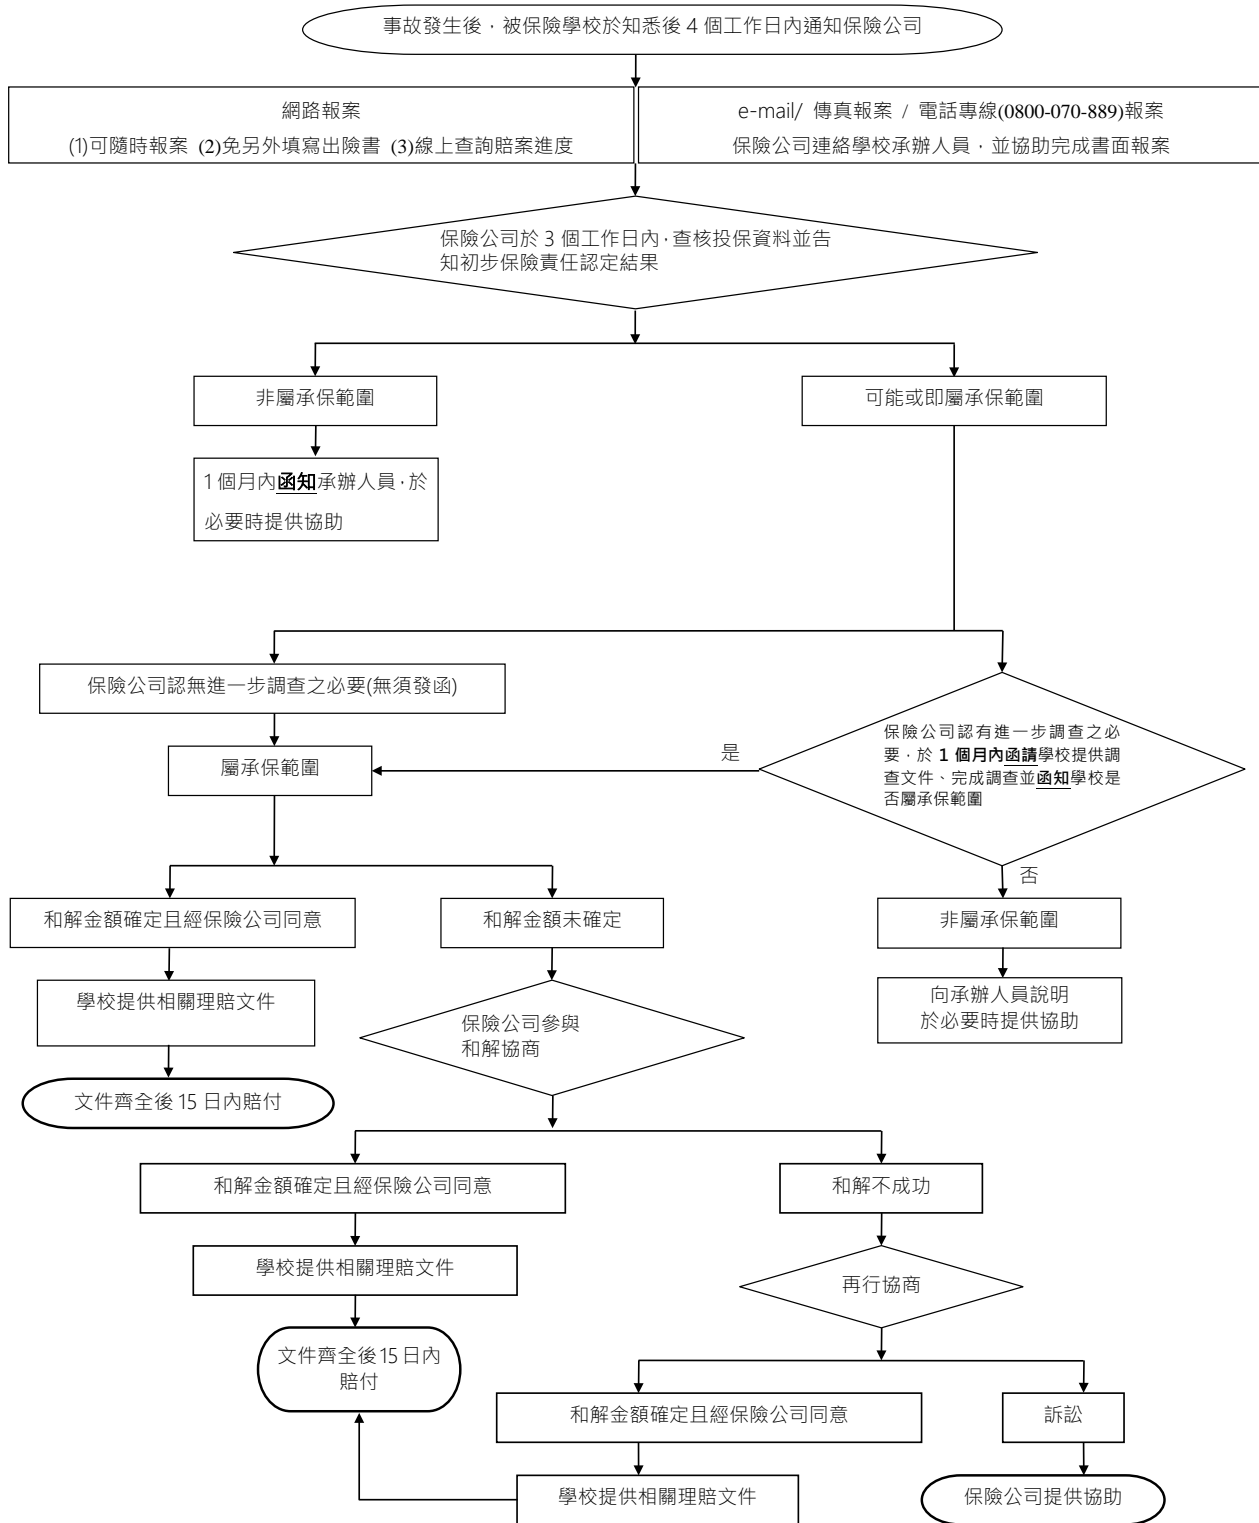 事故發生後，被保險學校於知悉後 4 個工作日內通知保險公司
網路報案
(1)可隨時報案 (2)免另外填寫出險書 (3)線上查詢賠案進度
e-mail/ 傳真報案 / 電話專線(0800-070-889)報案
保險公司連絡學校承辦人員，並協助完成書面報案
保險公司於 3 個工作日內，查核投保資料並告
知初步保險責任認定結果
非屬承保範圍
可能或即屬承保範圍
1 個月內函知承辦人員，於
必要時提供協助
保險公司認無進一步調查之必要(無須發函)
保險公司認有進一步調查之必
要，於 1 個月內函請學校提供調
查文件、完成調查並函知學校是
否屬承保範圍
是
屬承保範圍
否
和解金額確定且經保險公司同意
和解金額未確定
非屬承保範圍
學校提供相關理賠文件
保險公司參與
和解協商
向承辦人員說明
於必要時提供協助
文件齊全後 15 日內賠付
和解金額確定且經保險公司同意
和解不成功
學校提供相關理賠文件
再行協商
文件齊全後 15 日內
賠付
和解金額確定且經保險公司同意
訴訟
學校提供相關理賠文件
保險公司提供協助